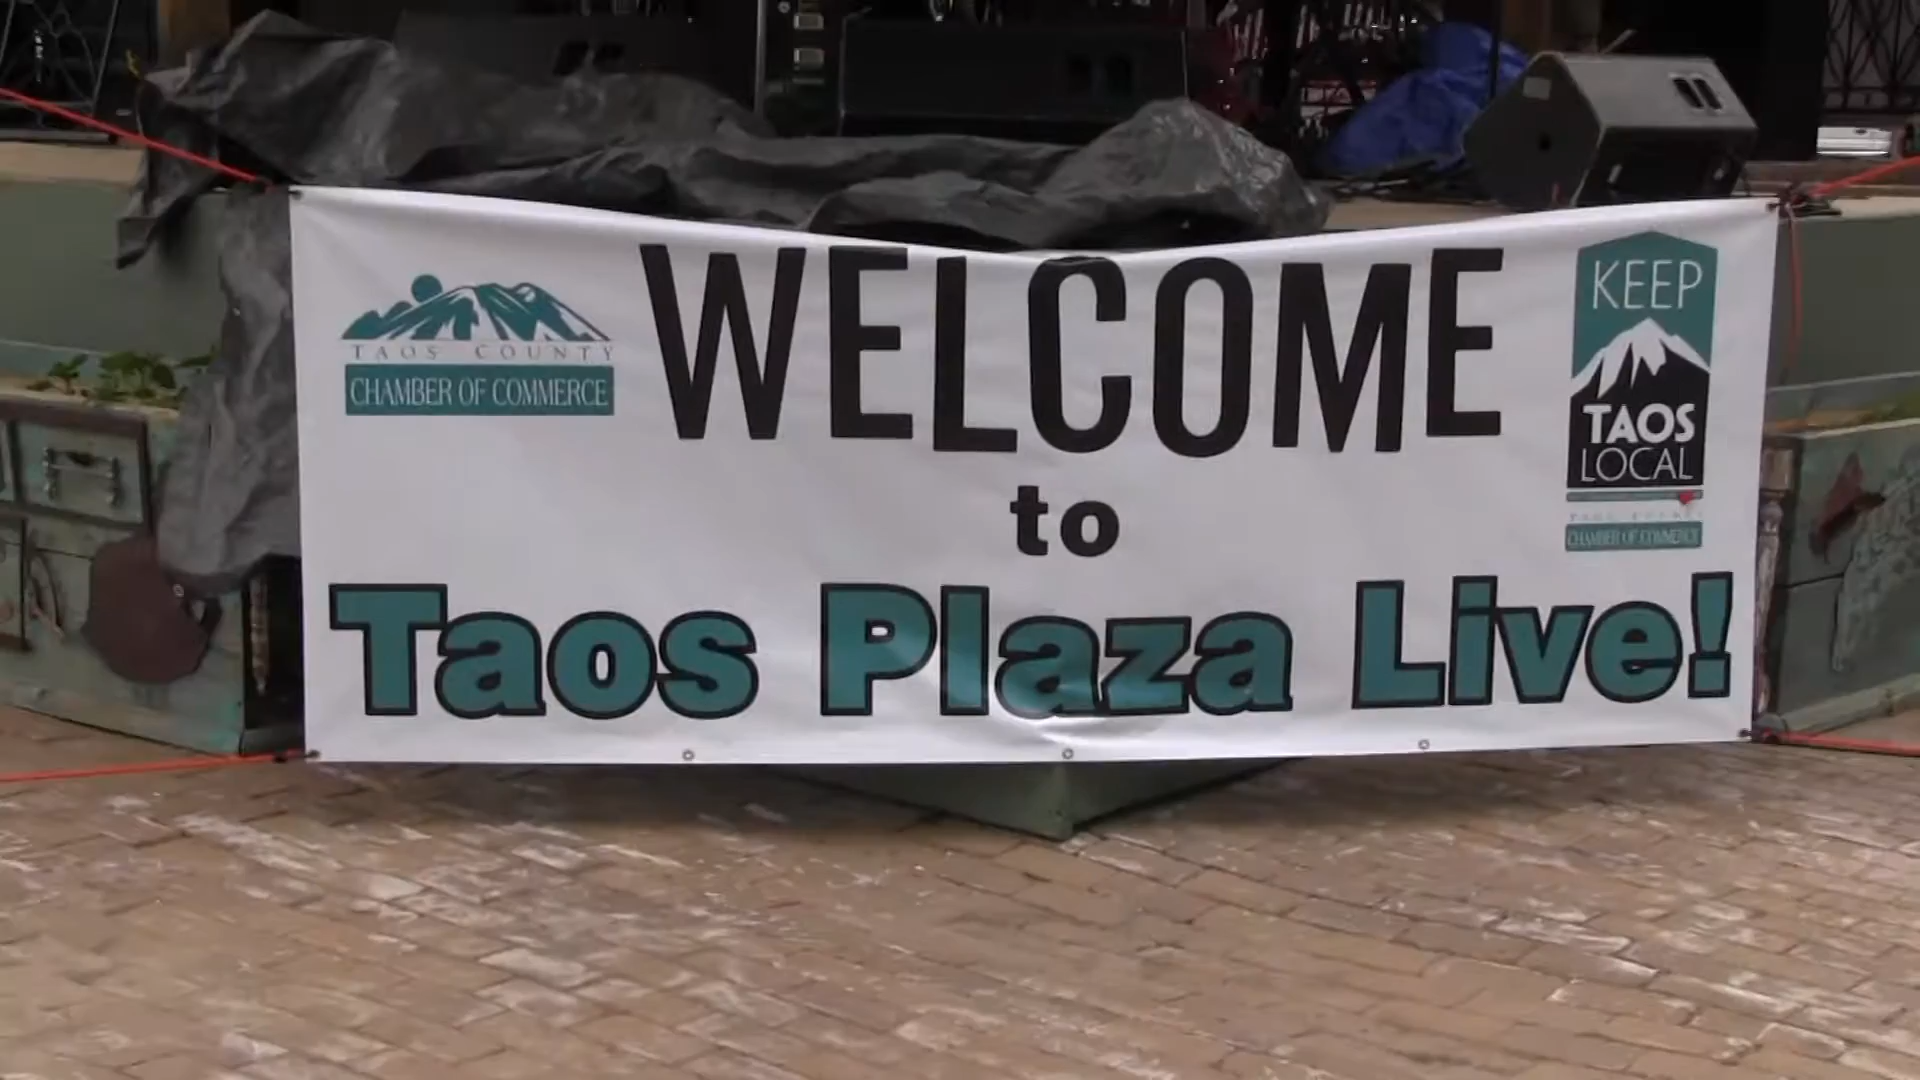 WELCOME
to
Taos Plaza Live!
TAOS COUNTY
CHAMBER OF COMMERCE
KEEP
TAOS
LOCAL
CHAMBER OF COMMERCE